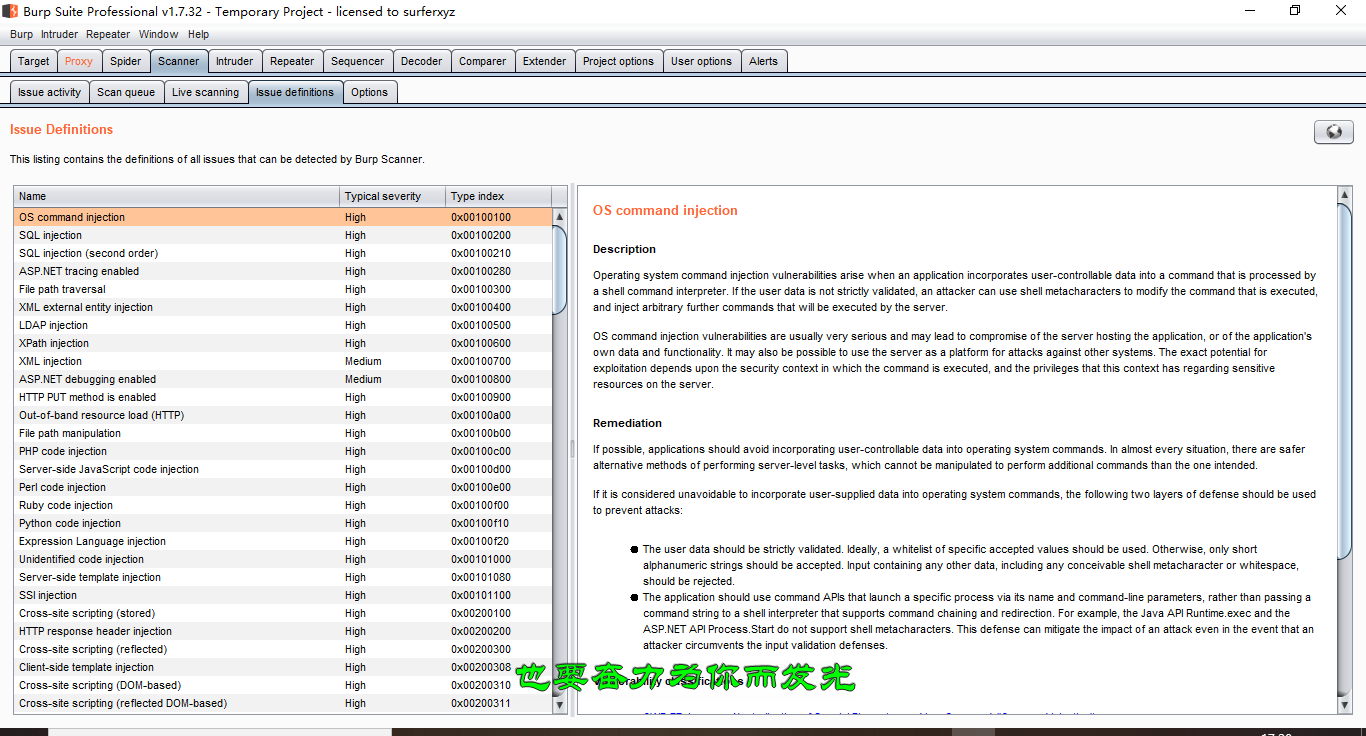 Burp Suite Professional v1.7.32 - Temporary Project - licensed to surferxyz
Burp Intruder Repeater Window Help
Target Proxy Spider Scanner Intruder Repeater Sequencer Decoder Comparer Extender Project options User options Alerts
Issue activity Scan queue Live scanning Issue definitions Options
Issue Definitions
This listing contains the definitions of all issues that can be detected by Burp Scanner.
Name Typical severity Type index
OS command injection High 0x00100100
SQL injection High 0x00100200
SQL injection (second order) High 0x00100210
ASP.NET tracing enabled High 0x00100280
File path traversal High 0x00100300
XML external entity injection High 0x00100400
LDAP injection High 0x00100500
XPath injection High 0x00100600
XML injection Medium 0x00100700
ASP.NET debugging enabled Medium 0x00100800
HTTP PUT method is enabled High 0x00100900
Out-of-band resource load (HTTP) High 0x00100a00
File path manipulation High 0x00100b00
PHP code injection High 0x00100c00
Server-side JavaScript code injection High 0x00100d00
Perl code injection High 0x00100e00
Ruby code injection High 0x00100f00
Python code injection High 0x00100f10
Expression Language injection High 0x00100f20
Unidentified code injection High 0x00101000
Server-side template injection High 0x00101080
SSI injection High 0x00101100
Cross-site scripting (stored) High 0x00200100
HTTP response header injection High 0x00200200
Cross-site scripting (reflected) High 0x00200300
Client-side template injection High 0x00200308
Cross-site scripting (DOM-based) High 0x00200310
Cross-site scripting (reflected DOM-based) High 0x00200311
OS command injection
Description
Operating system command injection vulnerabilities arise when an application incorporates user-controllable data into a command that is processed by
a shell command interpreter. If the user data is not strictly validated, an attacker can use shell metacharacters to modify the command that is executed,
and inject arbitrary further commands that will be executed by the server.
OS command injection vulnerabilities are usually very serious and may lead to compromise of the server hosting the application, or of the application's
own data and functionality. It may also be possible to use the server as a platform for attacks against other systems. The exact potential for
exploitation depends upon the security context in which the command is executed, and the privileges that this context has regarding sensitive
resources on the server.
Remediation
If possible, applications should avoid incorporating user-controllable data into operating system commands. In almost every situation, there are safer
alternative methods of performing server-level tasks, which cannot be manipulated to perform additional commands than the one intended.
If it is considered unavoidable to incorporate user-supplied data into operating system commands, the following two layers of defense should be used
to prevent attacks:
The user data should be strictly validated. Ideally, a whitelist of specific accepted values should be used. Otherwise, only short
alphanumeric strings should be accepted. Input containing any other data, including any conceivable shell metacharacter or whitespace,
should be rejected.
The application should use command APIs that launch a specific process via its name and command-line parameters, rather than passing a
command string to a shell interpreter that supports command chaining and redirection. For example, the Java API Runtime.exec and the
ASP.NET API Process.Start do not support shell metacharacters. This defense can mitigate the impact of an attack even in the event that an
attacker circumvents the input validation defenses.
也要奋力为你而发光